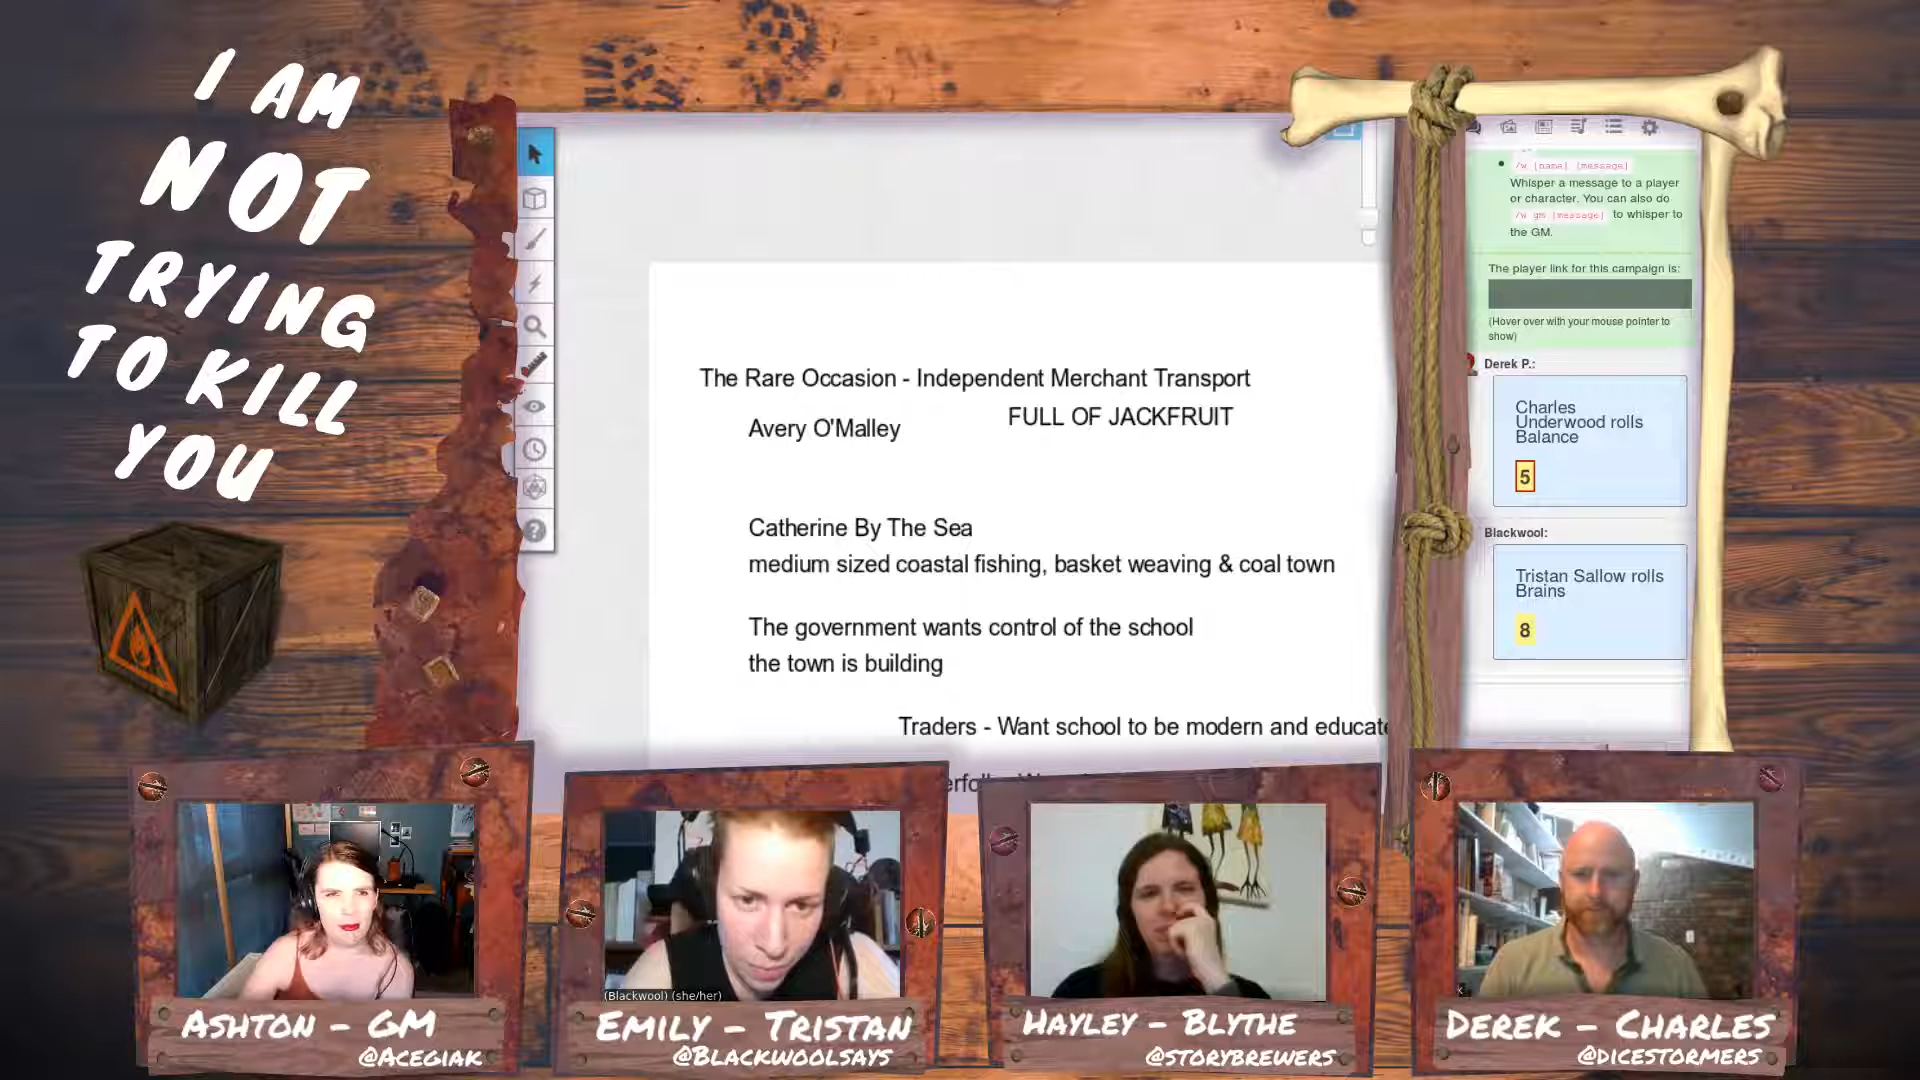 I AM
NOT
TRYING
TO KILL
YOU
The Rare Occasion - Independent Merchant Transport
FULL OF JACKFRUIT
Avery O'Malley
Catherine By The Sea
medium sized coastal fishing, basket weaving & coal town
The government wants control of the school
the town is building
Traders - Want school to be modern and educate
/w [name] [message]
Whisper a message to a player
or character. You can also do
/w gm [message] to whisper to
the GM.
The player link for this campaign is:
(Hover over with your mouse pointer to
show)
Derek P.:
Charles
Underwood rolls
Balance
5
Blackwool:
Tristan Sallow rolls
Brains
8
(Blackwool) (she/her)
ASHTON - GM
@ACEGIAK
EMILY - TRISTAN
@BLACKWOOLSAYS
HAYLEY - BLYTHE
@STORYBREWERS
DEREK - CHARLES
@DICESTORMERS